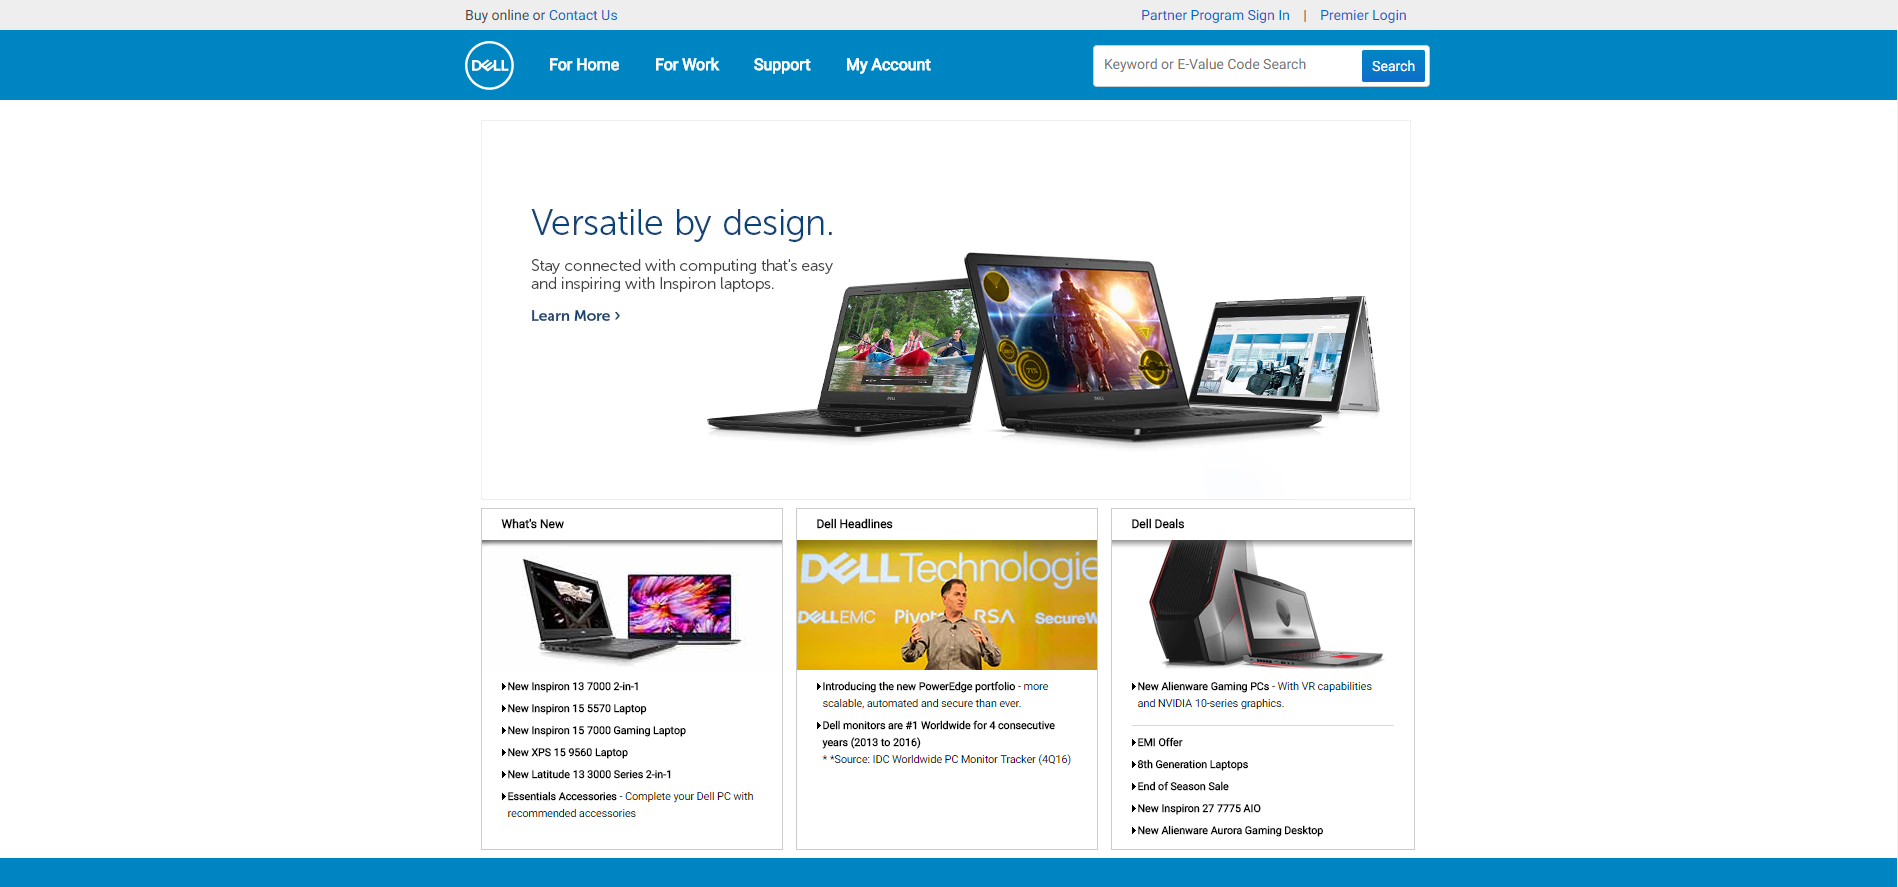 Buy online or Contact Us
Partner Program Sign In | Premier Login
DELL
For Home
For Work
Support
My Account
Keyword or E-Value Code Search
Search
Versatile by design.
Stay connected with computing that's easy
and inspiring with Inspiron laptops.
Learn More ›
71%
DELL
DELL
What's New
New Inspiron 13 7000 2-in-1
New Inspiron 15 5570 Laptop
New Inspiron 15 7000 Gaming Laptop
New XPS 15 9560 Laptop
New Latitude 13 3000 Series 2-in-1
Essentials Accessories - Complete your Dell PC with
recommended accessories
Dell Headlines
DELL Technologie
DELL EMC Pivot RSA SecureW
Introducing the new PowerEdge portfolio - more
scalable, automated and secure than ever.
Dell monitors are #1 Worldwide for 4 consecutive
years (2013 to 2016)
* *Source: IDC Worldwide PC Monitor Tracker (4Q16)
Dell Deals
New Alienware Gaming PCs - With VR capabilities
and NVIDIA 10-series graphics.
EMI Offer
8th Generation Laptops
End of Season Sale
New Inspiron 27 7775 AIO
New Alienware Aurora Gaming Desktop